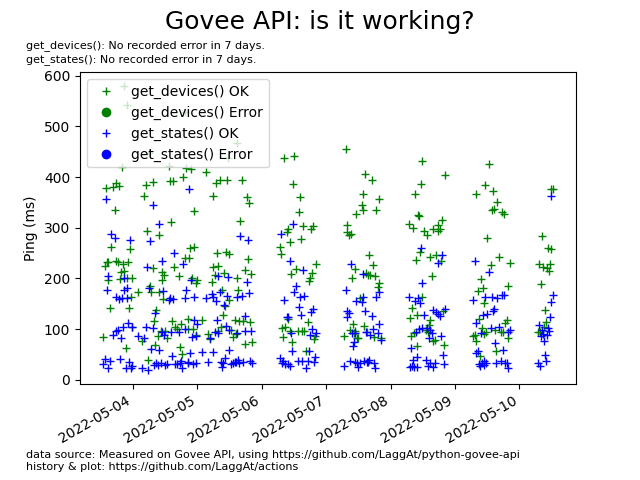 Govee API: is it working?
get_devices(): No recorded error in 7 days.
get_states(): No recorded error in 7 days.
get_devices() OK
get_devices() Error
get_states() OK
get_states() Error
Ping (ms)
600
500
400
300
200
100
0
2022-05-04
2022-05-05
2022-05-06
2022-05-07
2022-05-08
2022-05-09
2022-05-10
data source: Measured on Govee API, using https://github.com/LaggAt/python-govee-api
history & plot: https://github.com/LaggAt/actions